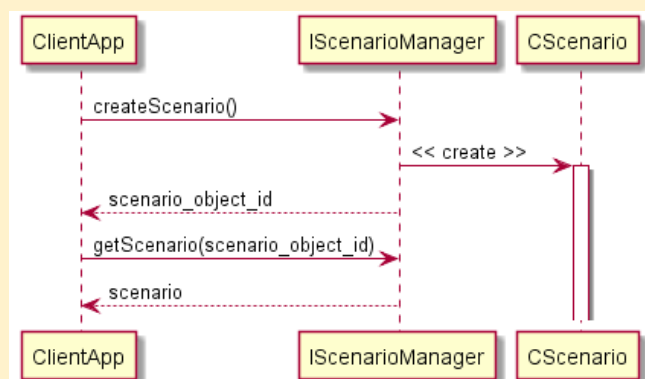 ClientApp
IScenarioManager
CScenario
createScenario()
<< create >>
scenario_object_id
getScenario(scenario_object_id)
scenario
ClientApp
IScenarioManager
CScenario